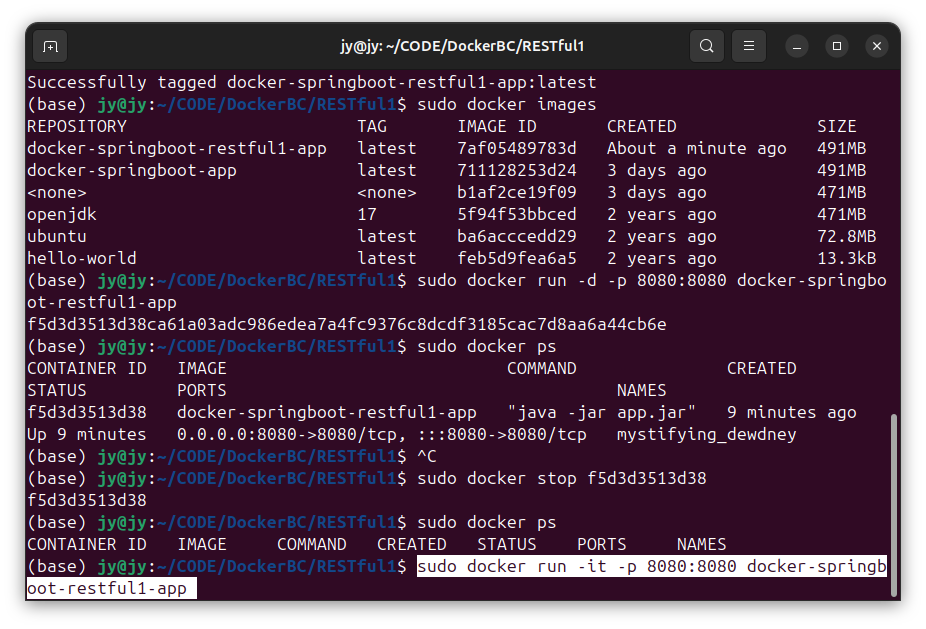 jy@jy: ~/CODE/DockerBC/RESTful1
Successfully tagged docker-springboot-restful1-app:latest
(base) jy@jy:~/CODE/DockerBC/RESTful1$ sudo docker images
REPOSITORY TAG IMAGE ID CREATED SIZE
docker-springboot-restful1-app latest 7af05489783d About a minute ago 491MB
docker-springboot-app latest 711128253d24 3 days ago 491MB
<none> <none> b1af2ce19f09 3 days ago 471MB
openjdk 17 5f94f53bbced 2 years ago 471MB
ubuntu latest ba6acccedd29 2 years ago 72.8MB
hello-world latest feb5d9fea6a5 2 years ago 13.3kB
(base) jy@jy:~/CODE/DockerBC/RESTful1$ sudo docker run -d -p 8080:8080 docker-springbo
ot-restful1-app
f5d3d3513d38ca61a03adc986edea7a4fc9376c8dcdf3185cac7d8aa6a44cb6e
(base) jy@jy:~/CODE/DockerBC/RESTful1$ sudo docker ps
CONTAINER ID IMAGE COMMAND CREATED
STATUS PORTS NAMES
f5d3d3513d38 docker-springboot-restful1-app "java -jar app.jar" 9 minutes ago
Up 9 minutes 0.0.0.0:8080->8080/tcp, :::8080->8080/tcp mystifying_dewdney
(base) jy@jy:~/CODE/DockerBC/RESTful1$ ^C
(base) jy@jy:~/CODE/DockerBC/RESTful1$ sudo docker stop f5d3d3513d38
f5d3d3513d38
(base) jy@jy:~/CODE/DockerBC/RESTful1$ sudo docker ps
CONTAINER ID IMAGE COMMAND CREATED STATUS PORTS NAMES
(base) jy@jy:~/CODE/DockerBC/RESTful1$ sudo docker run -it -p 8080:8080 docker-springb
oot-restful1-app